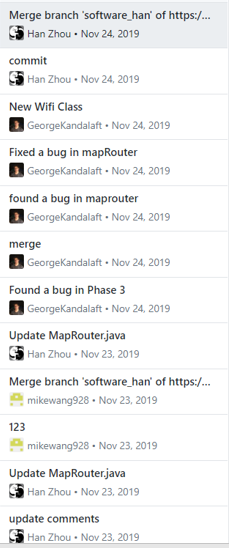 Merge branch 'software_han' of https:/...
Han Zhou • Nov 24, 2019
commit
Han Zhou • Nov 24, 2019
New Wifi Class
GeorgeKandalaft • Nov 24, 2019
Fixed a bug in mapRouter
GeorgeKandalaft • Nov 24, 2019
found a bug in maprouter
GeorgeKandalaft • Nov 24, 2019
merge
GeorgeKandalaft • Nov 24, 2019
Found a bug in Phase 3
GeorgeKandalaft • Nov 24, 2019
Update MapRouter.java
Han Zhou • Nov 23, 2019
Merge branch 'software_han' of https:/...
mikewang928 • Nov 23, 2019
123
mikewang928 • Nov 23, 2019
Update MapRouter.java
Han Zhou • Nov 23, 2019
update comments
Han Zhou • Nov 23, 2019